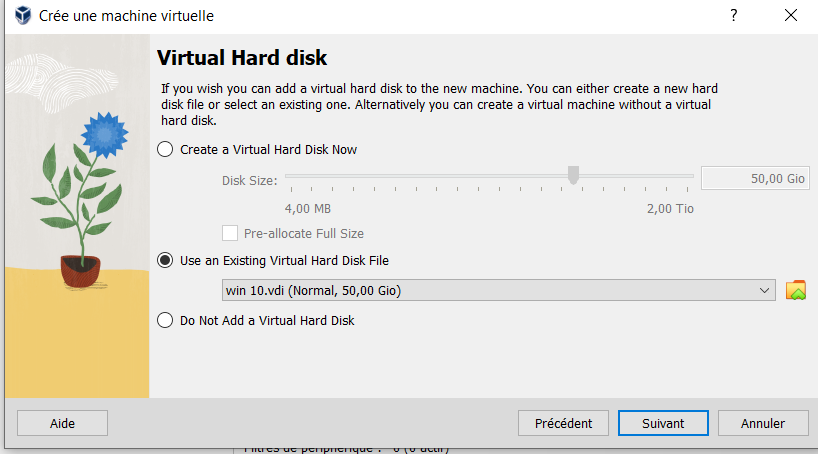 Crée une machine virtuelle
?
Virtual Hard disk
If you wish you can add a virtual hard disk to the new machine. You can either create a new hard
disk file or select an existing one. Alternatively you can create a virtual machine without a virtual
hard disk.
Create a Virtual Hard Disk Now
Disk Size:
50,00 Gio
4,00 MB
2,00 Tio
Pre-allocate Full Size
Use an Existing Virtual Hard Disk File
win 10.vdi (Normal, 50,00 Gio)
Do Not Add a Virtual Hard Disk
Aide
Précédent
Suivant
Annuler
Filtres de périphérique : 0 (0 actif)